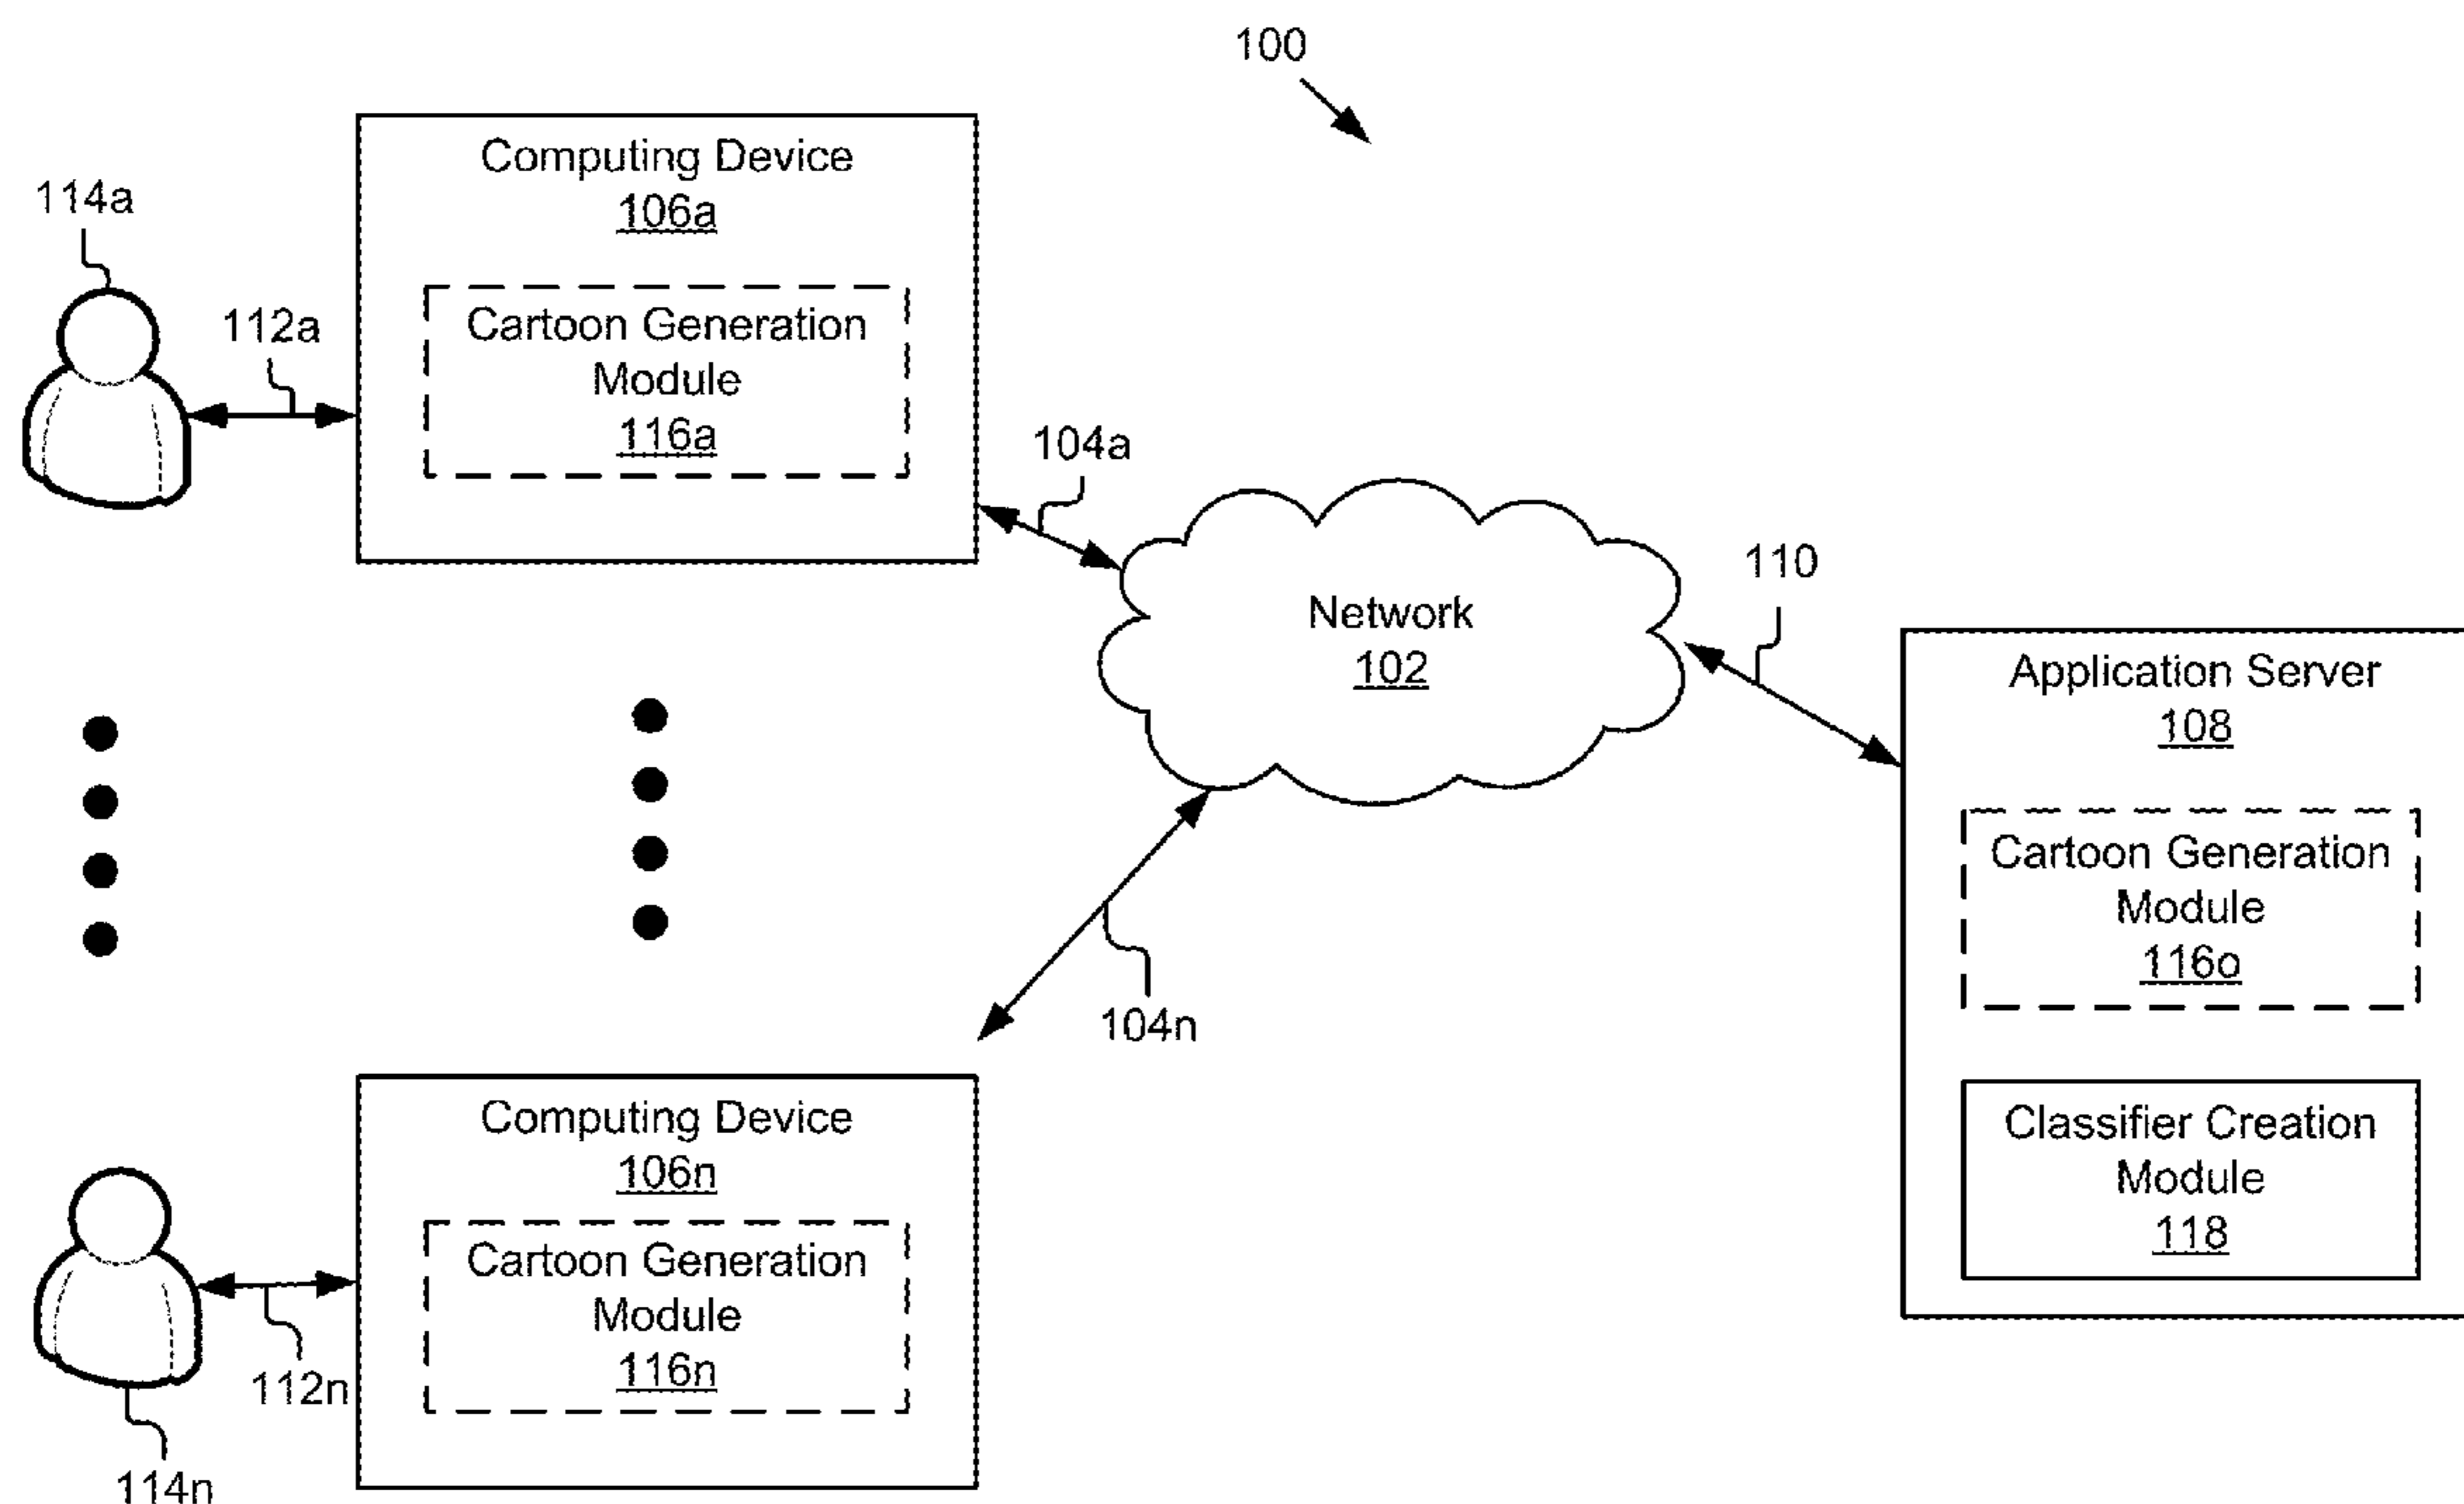 100
Computing Device
106a
114a
Cartoon Generation
Module
116a
112a
104a
110
Network
102
Application Server
108
Cartoon Generation
Module
116o
104n
Computing Device
106n
Classifier Creation
Module
118
Cartoon Generation
Module
116n
112n
114n